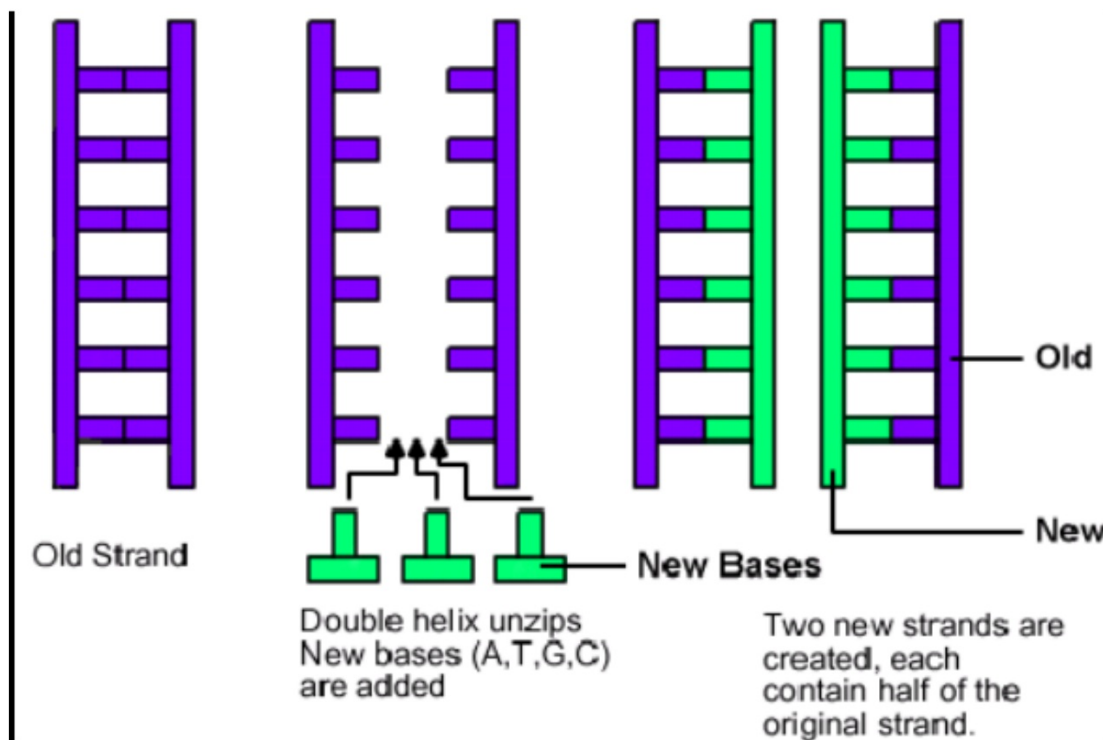 Old Strand
New Bases
Double helix unzips
New bases (A,T,G,C)
are added
Old
New
Two new strands are
created, each
contain half of the
original strand.